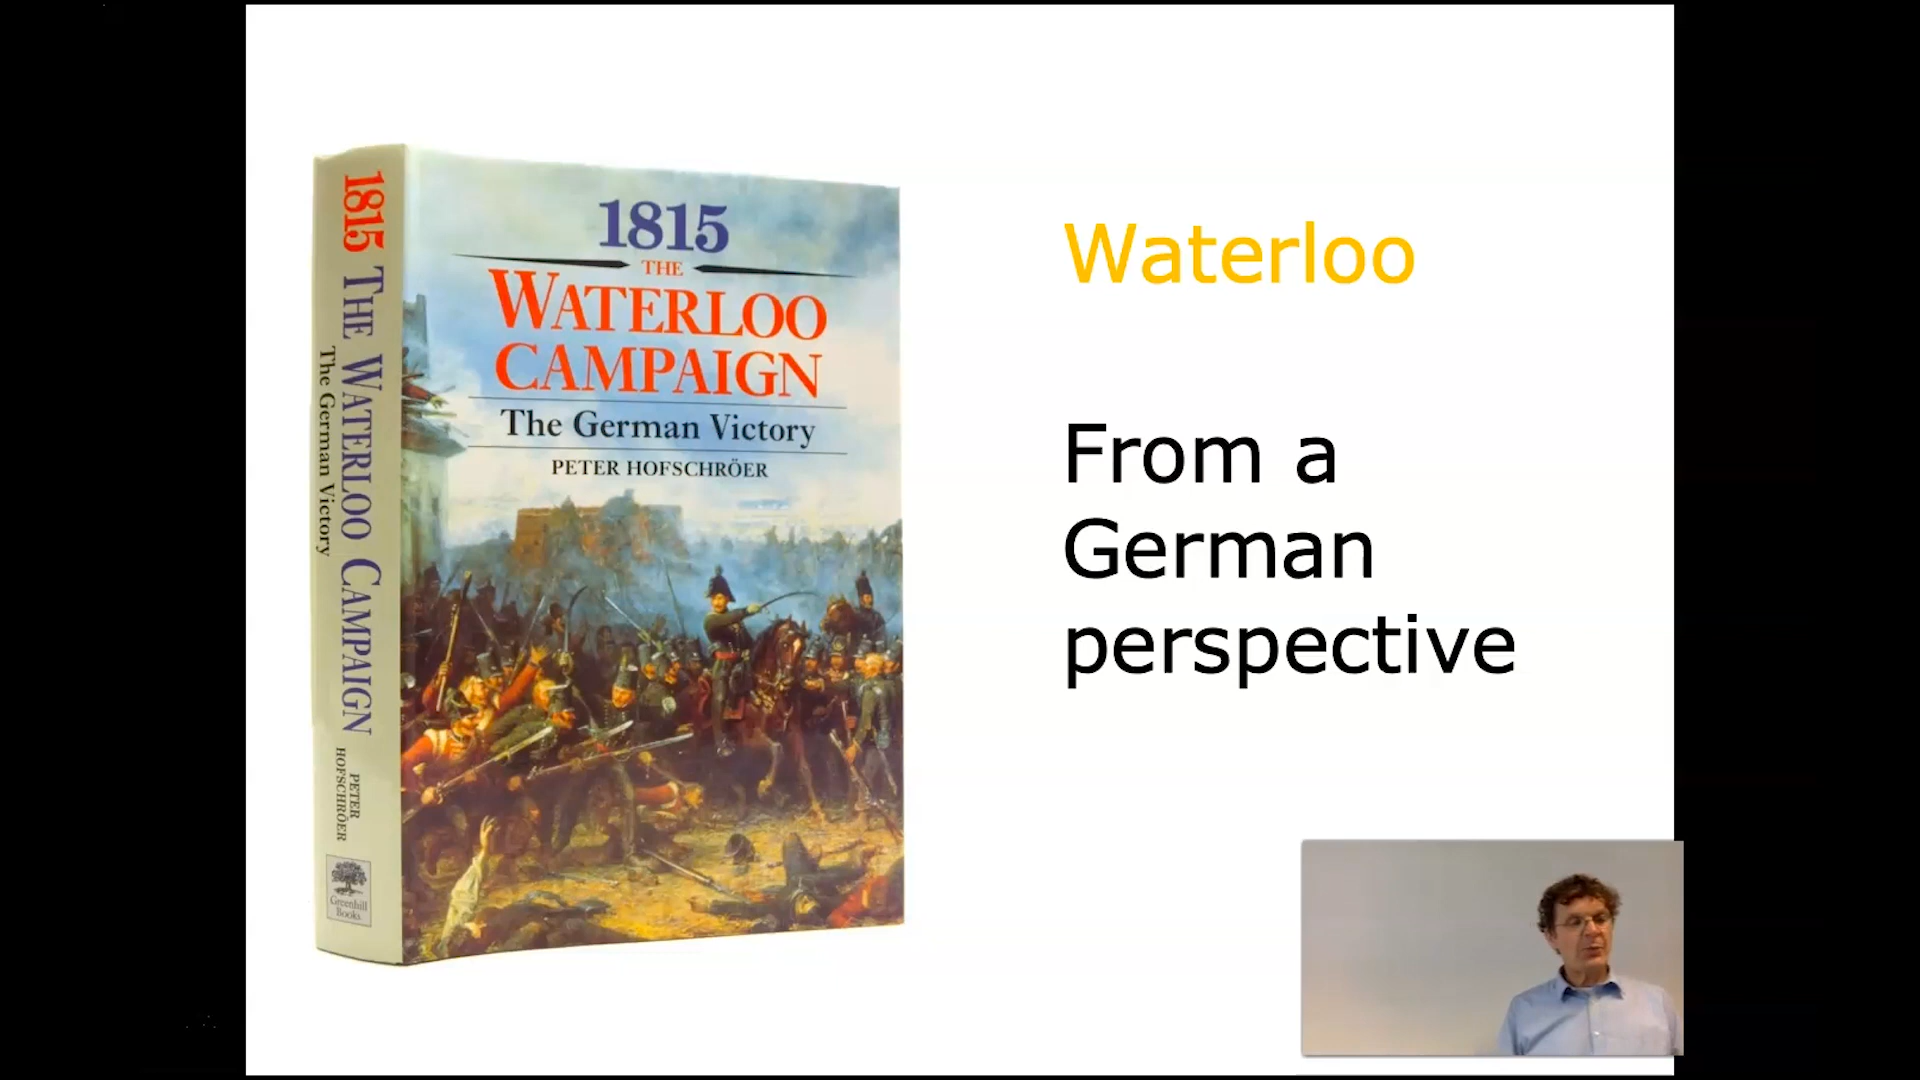 1815
THE
WATERLOO
CAMPAIGN
The German Victory
PETER HOFSCHRÖER
1815 THE WATERLOO CAMPAIGN
The German Victory
PETER
HOFSCHRÖER
Greenhill
Books
Waterloo
From a
German
perspective